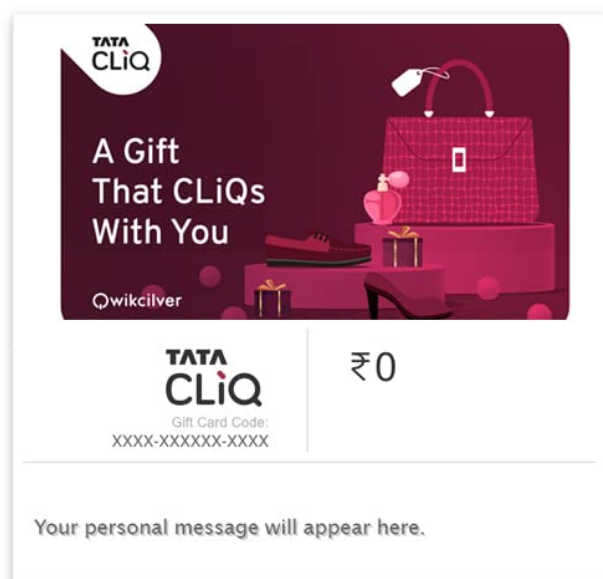 TATA
CLiQ
A Gift
That CLiQs
With You
Qwikcilver
TATA
CLiQ
₹0
Gift Card Code:
XXXX-XXXXXX-XXXX
Your personal message will appear here.